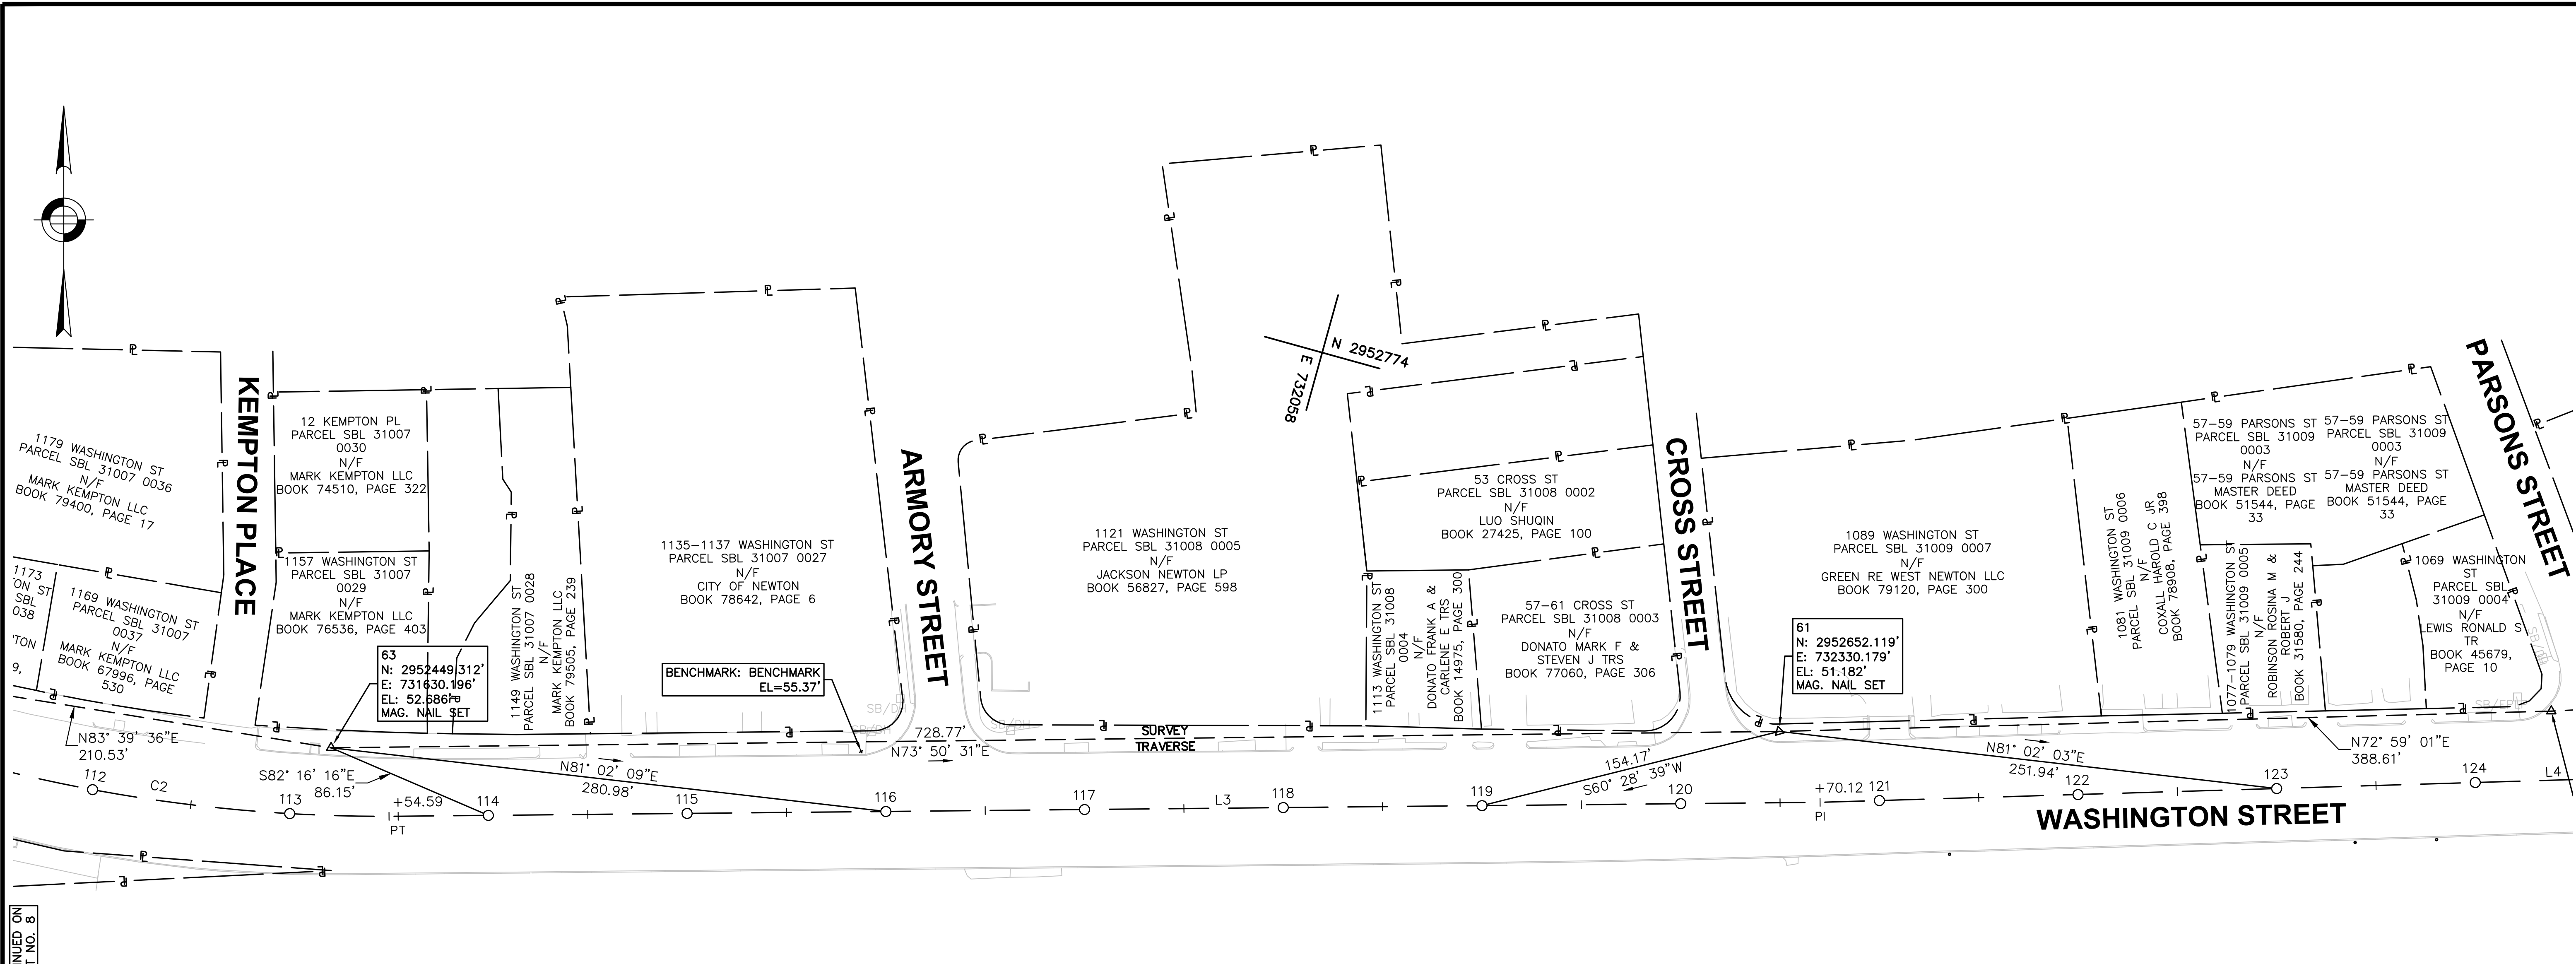 1179 WASHINGTON ST
PARCEL SBL 31007 0036
N/F
MARK KEMPTON LLC
BOOK 79400, PAGE 17
1173
ON ST
SBL
038
TON
9,
1169 WASHINGTON ST
PARCEL SBL 31007
0037
N/F
MARK KEMPTON LLC
BOOK 67996, PAGE
530
KEMPTON PLACE
12 KEMPTON PL
PARCEL SBL 31007
0030
N/F
MARK KEMPTON LLC
BOOK 74510, PAGE 322
1157 WASHINGTON ST
PARCEL SBL 31007
0029
N/F
MARK KEMPTON LLC
BOOK 76536, PAGE 403
63
N: 2952449.312'
E: 731630.196'
EL: 52.686'
MAG. NAIL SET
1149 WASHINGTON ST
PARCEL SBL 31007 0028
N/F
MARK KEMPTON LLC
BOOK 79505, PAGE 239
1135-1137 WASHINGTON ST
PARCEL SBL 31007 0027
N/F
CITY OF NEWTON
BOOK 78642, PAGE 6
BENCHMARK: BENCHMARK
EL=55.37'
ARMORY STREET
SB/DH
SB/DH
SB/DH
1121 WASHINGTON ST
PARCEL SBL 31008 0005
N/F
JACKSON NEWTON LP
BOOK 56827, PAGE 598
N 2952774
E 732058
1113 WASHINGTON ST
PARCEL SBL 31008
0004
N/F
DONATO FRANK A &
CARLENE E TRS
BOOK 14975, PAGE 300
53 CROSS ST
PARCEL SBL 31008 0002
N/F
LUO SHUQIN
BOOK 27425, PAGE 100
57-61 CROSS ST
PARCEL SBL 31008 0003
N/F
DONATO MARK F &
STEVEN J TRS
BOOK 77060, PAGE 306
CROSS STREET
61
N: 2952652.119'
E: 732330.179'
EL: 51.182'
MAG. NAIL SET
1089 WASHINGTON ST
PARCEL SBL 31009 0007
N/F
GREEN RE WEST NEWTON LLC
BOOK 79120, PAGE 300
1081 WASHINGTON ST
PARCEL SBL 31009 0006
N/F
COXALL HAROLD C JR
BOOK 78908, PAGE 398
57-59 PARSONS ST
PARCEL SBL 31009
0003
N/F
57-59 PARSONS ST
MASTER DEED
BOOK 51544, PAGE
33
57-59 PARSONS ST
PARCEL SBL 31009
0003
N/F
57-59 PARSONS ST
MASTER DEED
BOOK 51544, PAGE
33
1077-1079 WASHINGTON ST
PARCEL SBL 31009 0005
N/F
ROBINSON ROSINA M &
ROBERT J
BOOK 31580, PAGE 244
1069 WASHINGTON
ST
PARCEL SBL
31009 0004
N/F
LEWIS RONALD S
TR
BOOK 45679,
PAGE 10
PARSONS STREET
N83° 39' 36"E
210.53'
S82° 16' 16"E
86.15'
N81° 02' 09"E
280.98'
728.77'
N73° 50' 31"E
SURVEY
TRAVERSE
154.17'
S60° 28' 39"W
N81° 02' 03"E
251.94'
N72° 59' 01"E
388.61'
112
C2
113
+54.59
PT
114
115
116
117
L3
118
119
120
+70.12
PI
121
122
123
124
L4
WASHINGTON STREET
NUED ON
T NO. 8